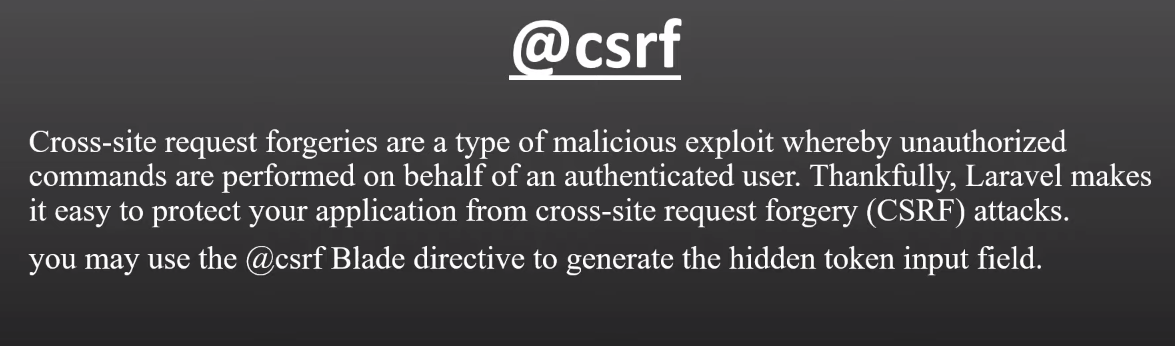 @csrf
Cross-site request forgeries are a type of malicious exploit whereby unauthorized
commands are performed on behalf of an authenticated user. Thankfully, Laravel makes
it easy to protect your application from cross-site request forgery (CSRF) attacks.
you may use the @csrf Blade directive to generate the hidden token input field.